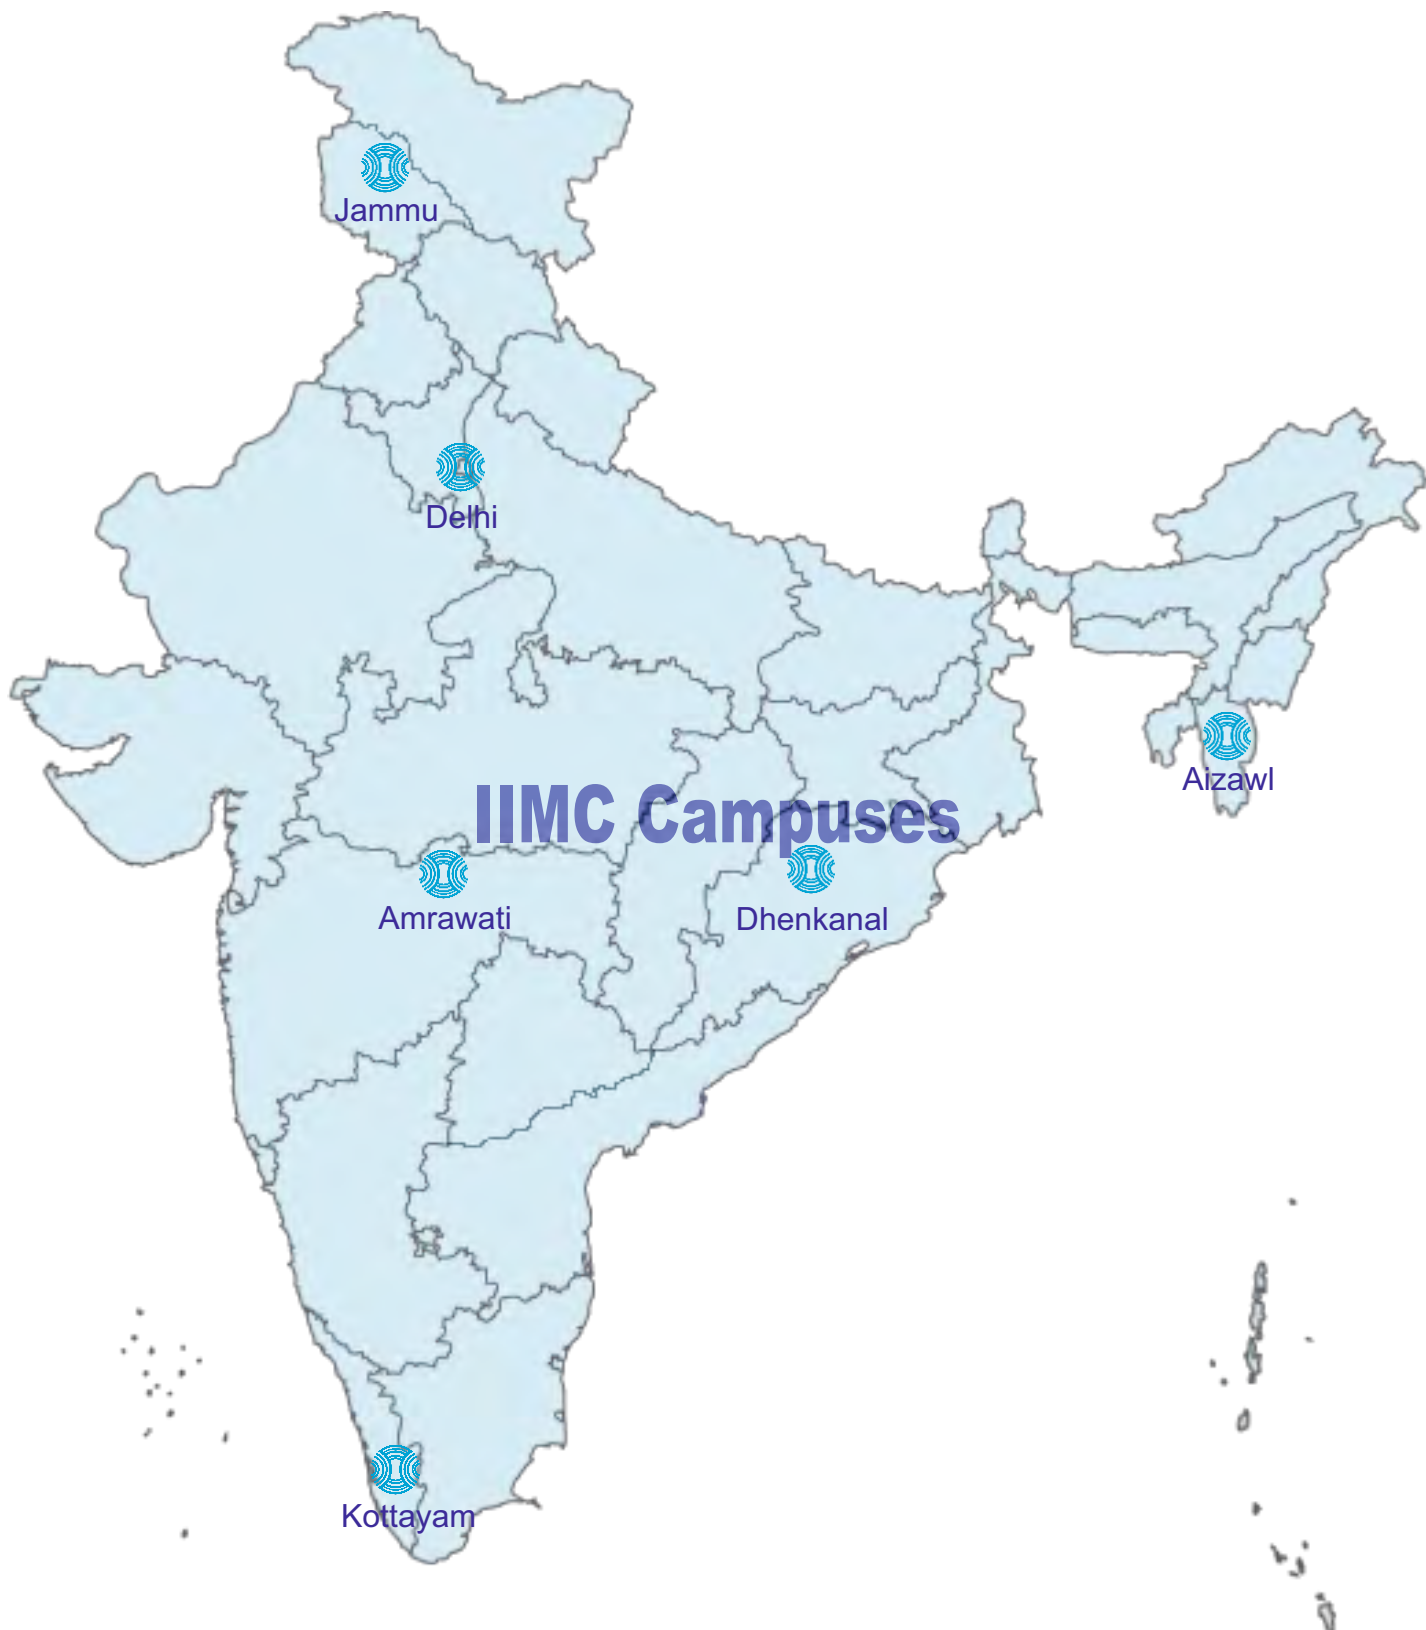 Jammu
Delhi
Aizawl
IIMC Campuses
Amrawati
Dhenkanal
Kottayam